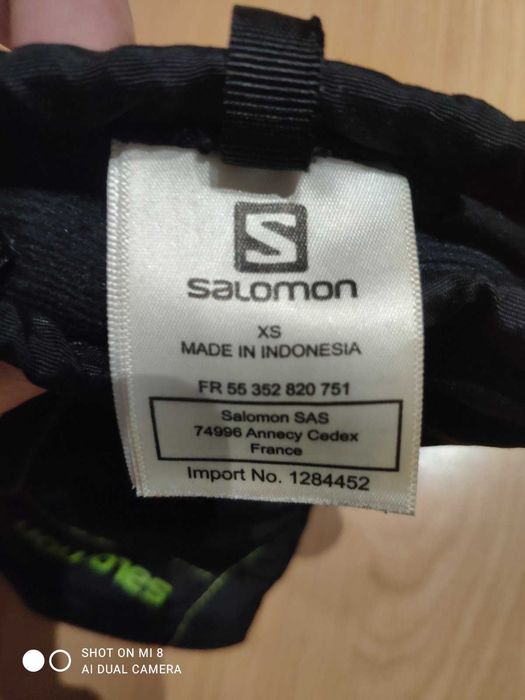 S
SALOMON
XS
MADE IN INDONESIA
FR 55 352 820 751
Salomon SAS
74996 Annecy Cedex
France
Import No. 1284452
SALOMON
SHOT ON MI 8
AI DUAL CAMERA